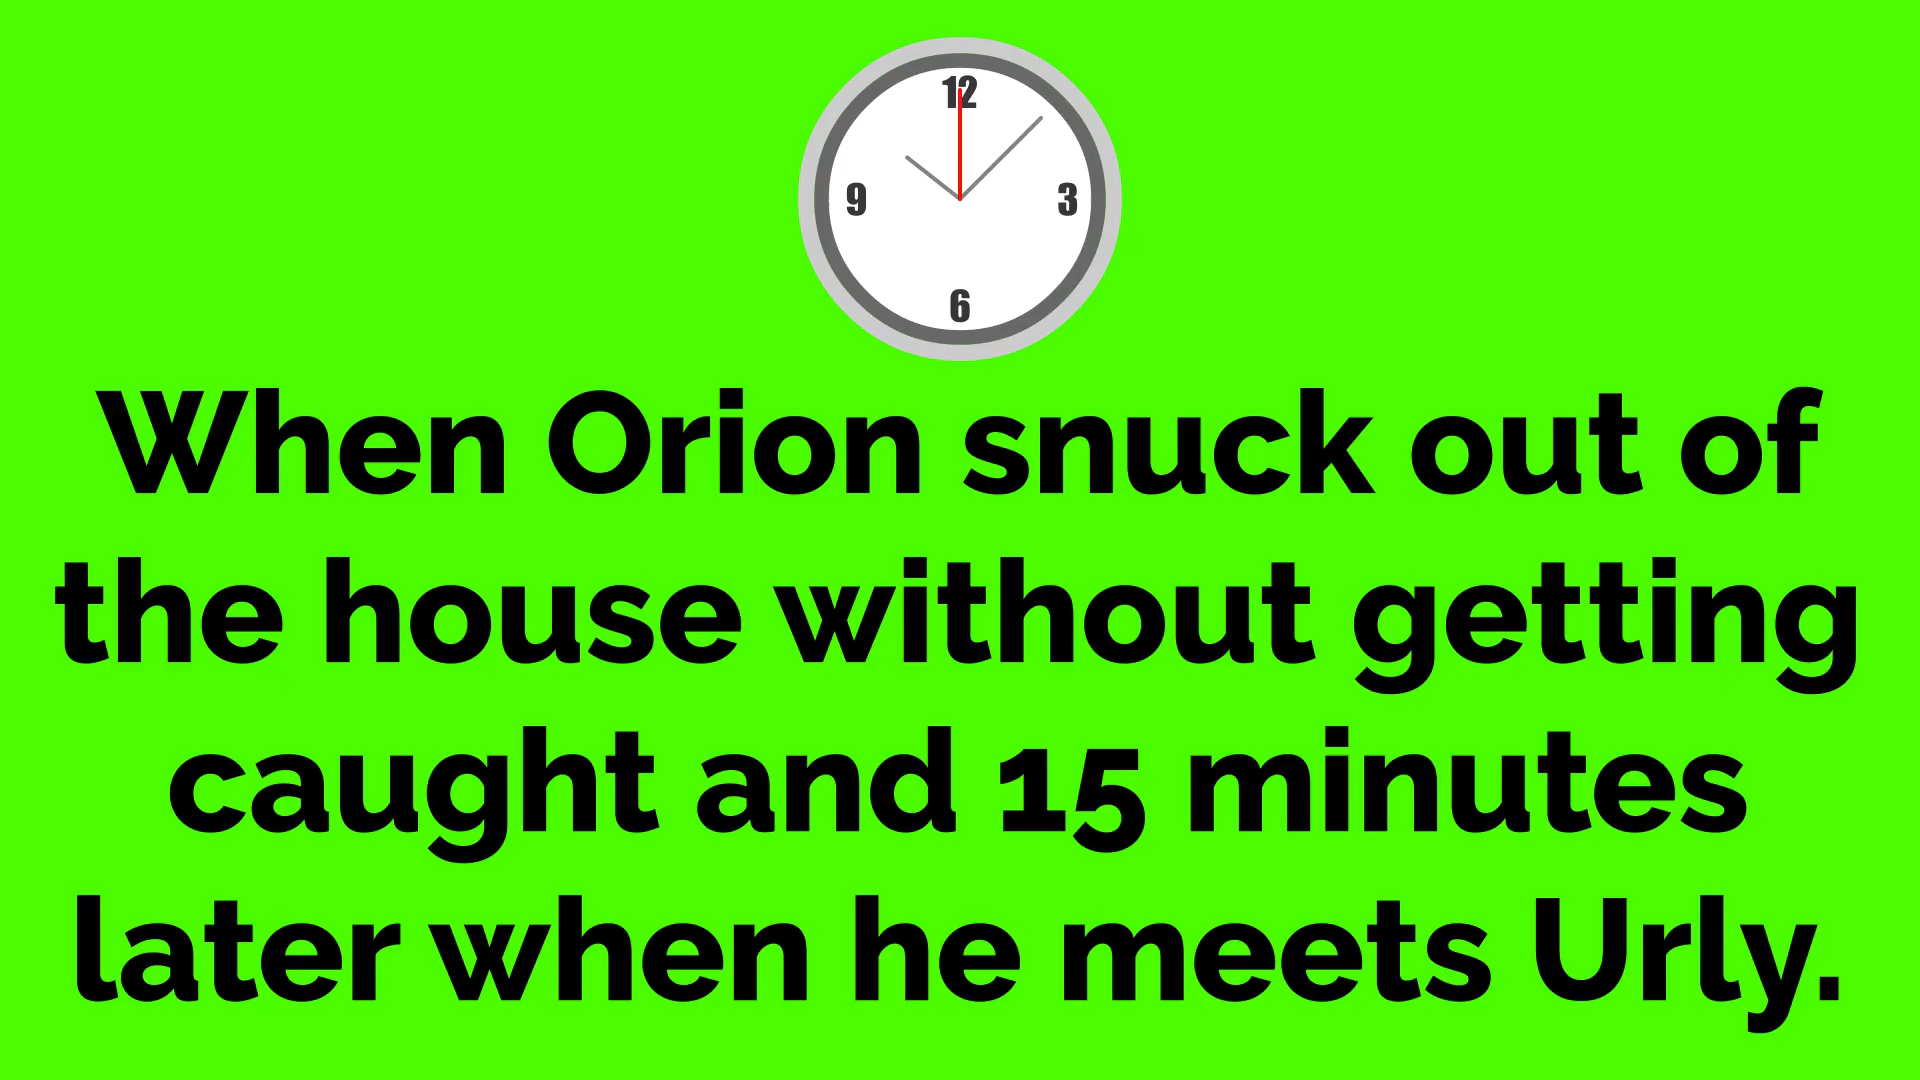 12
9 3
6
When Orion snuck out of
the house without getting
caught and 15 minutes
later when he meets Urly.